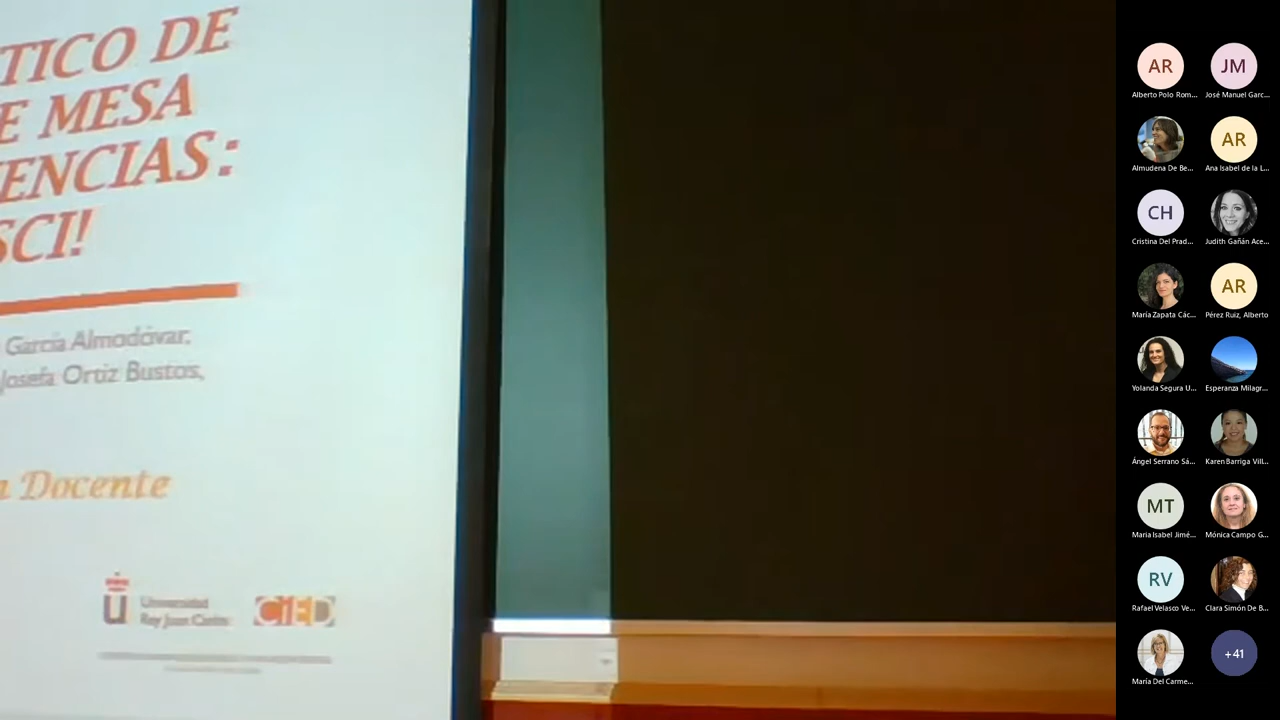 TICO DE
E MESA
ENCIAS:
SCI!
García Almodóvar,
Josefa Ortiz Bustos,
Docente
u Universidad
Rey Juan Carlos
CIED
AR JM
Alberto Polo Rom... José Manuel Garc...
AR
Almudena De Be... Ana Isabel de la L...
CH
Cristina Del Prad... Judith Gañán Ace...
AR
María Zapata Các... Pérez Ruiz, Alberto
Yolanda Segura U... Esperanza Milagr...
Ángel Serrano Sá... Karen Barriga Vill...
MT
Maria Isabel Jimé... Mónica Campo G...
RV
Rafael Velasco Ve... Clara Simón De B...
+41
María Del Carme...